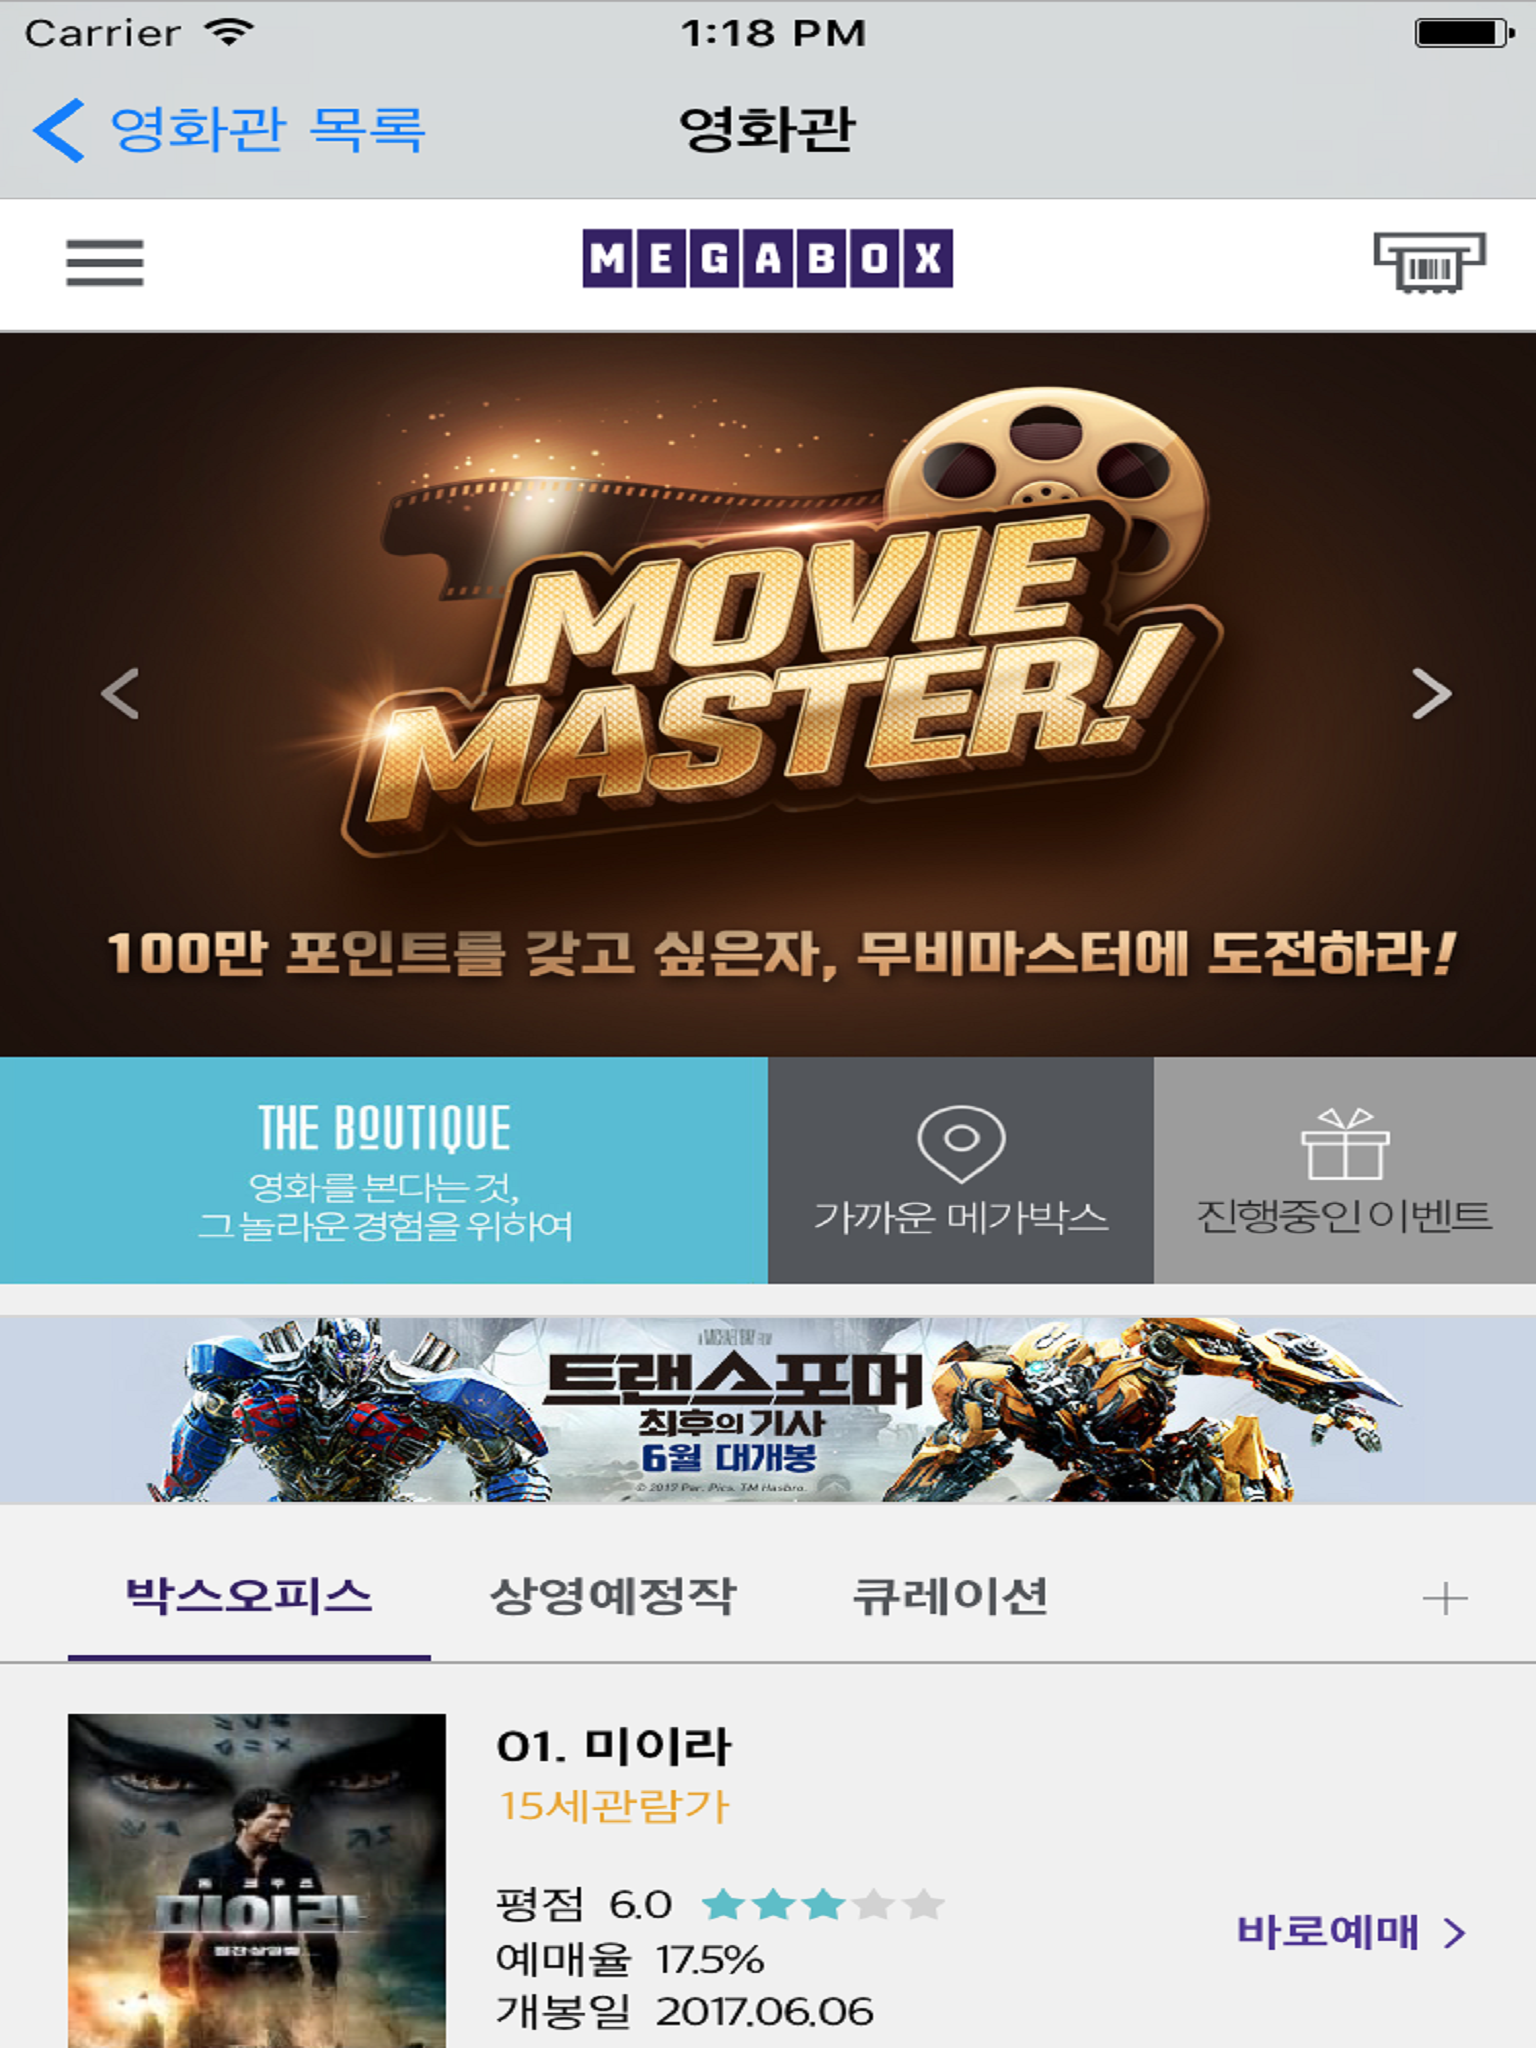 Carrier 1:18 PM
영화관 목록 영화관
MEGABOX
MOVIE
MASTER!
100만 포인트를 갖고 싶은자, 무비마스터에 도전하라!
THE BOUTIQUE
영화를 본다는 것,
그 놀라운 경험을 위하여
가까운 메가박스
진행중인 이벤트
A MICHAEL BAY FILM
트랜스포머
최후의 기사
6월 대개봉
© 2017 Par. Pics. TM Hasbro.
박스오피스 상영예정작 큐레이션
톰 크루즈
미이라
01. 미이라
15세관람가
평점 6.0
예매율 17.5%
개봉일 2017.06.06
바로예매